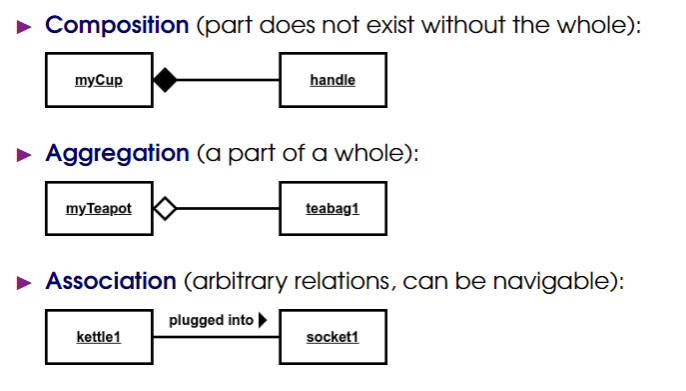 Composition (part does not exist without the whole):
myCup handle
Aggregation (a part of a whole):
myTeapot teabag1
Association (arbitrary relations, can be navigable):
plugged into
kettle1 socket1